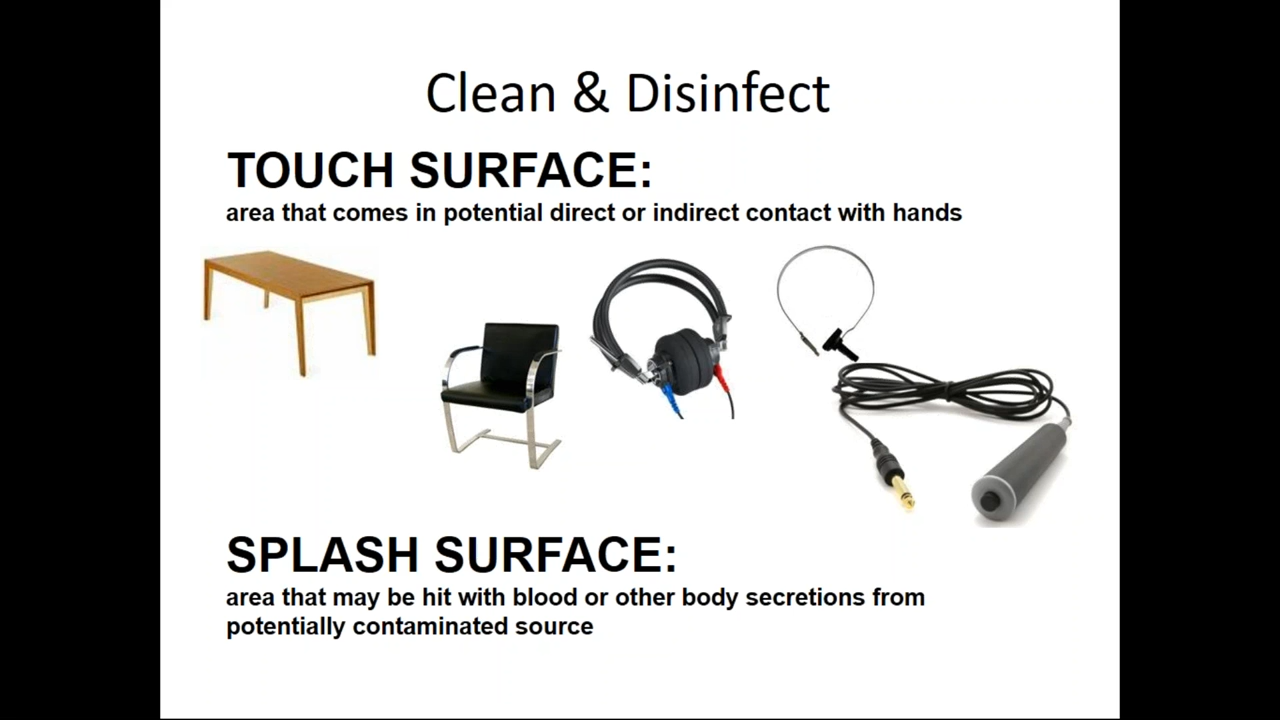 Clean & Disinfect
TOUCH SURFACE:
area that comes in potential direct or indirect contact with hands
SPLASH SURFACE:
area that may be hit with blood or other body secretions from
potentially contaminated source